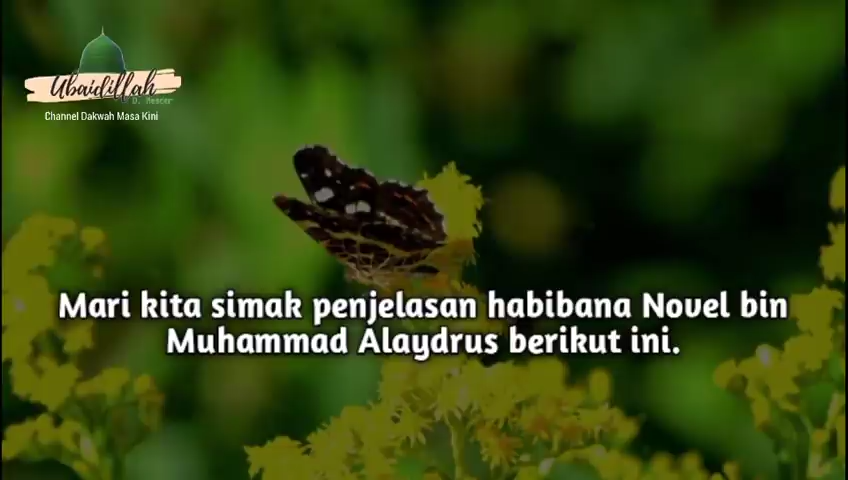 Ubaidillah
Channel Dakwah Masa Kini
Mari kita simak penjelasan habibana Novel bin
Muhammad Alaydrus berikut ini.